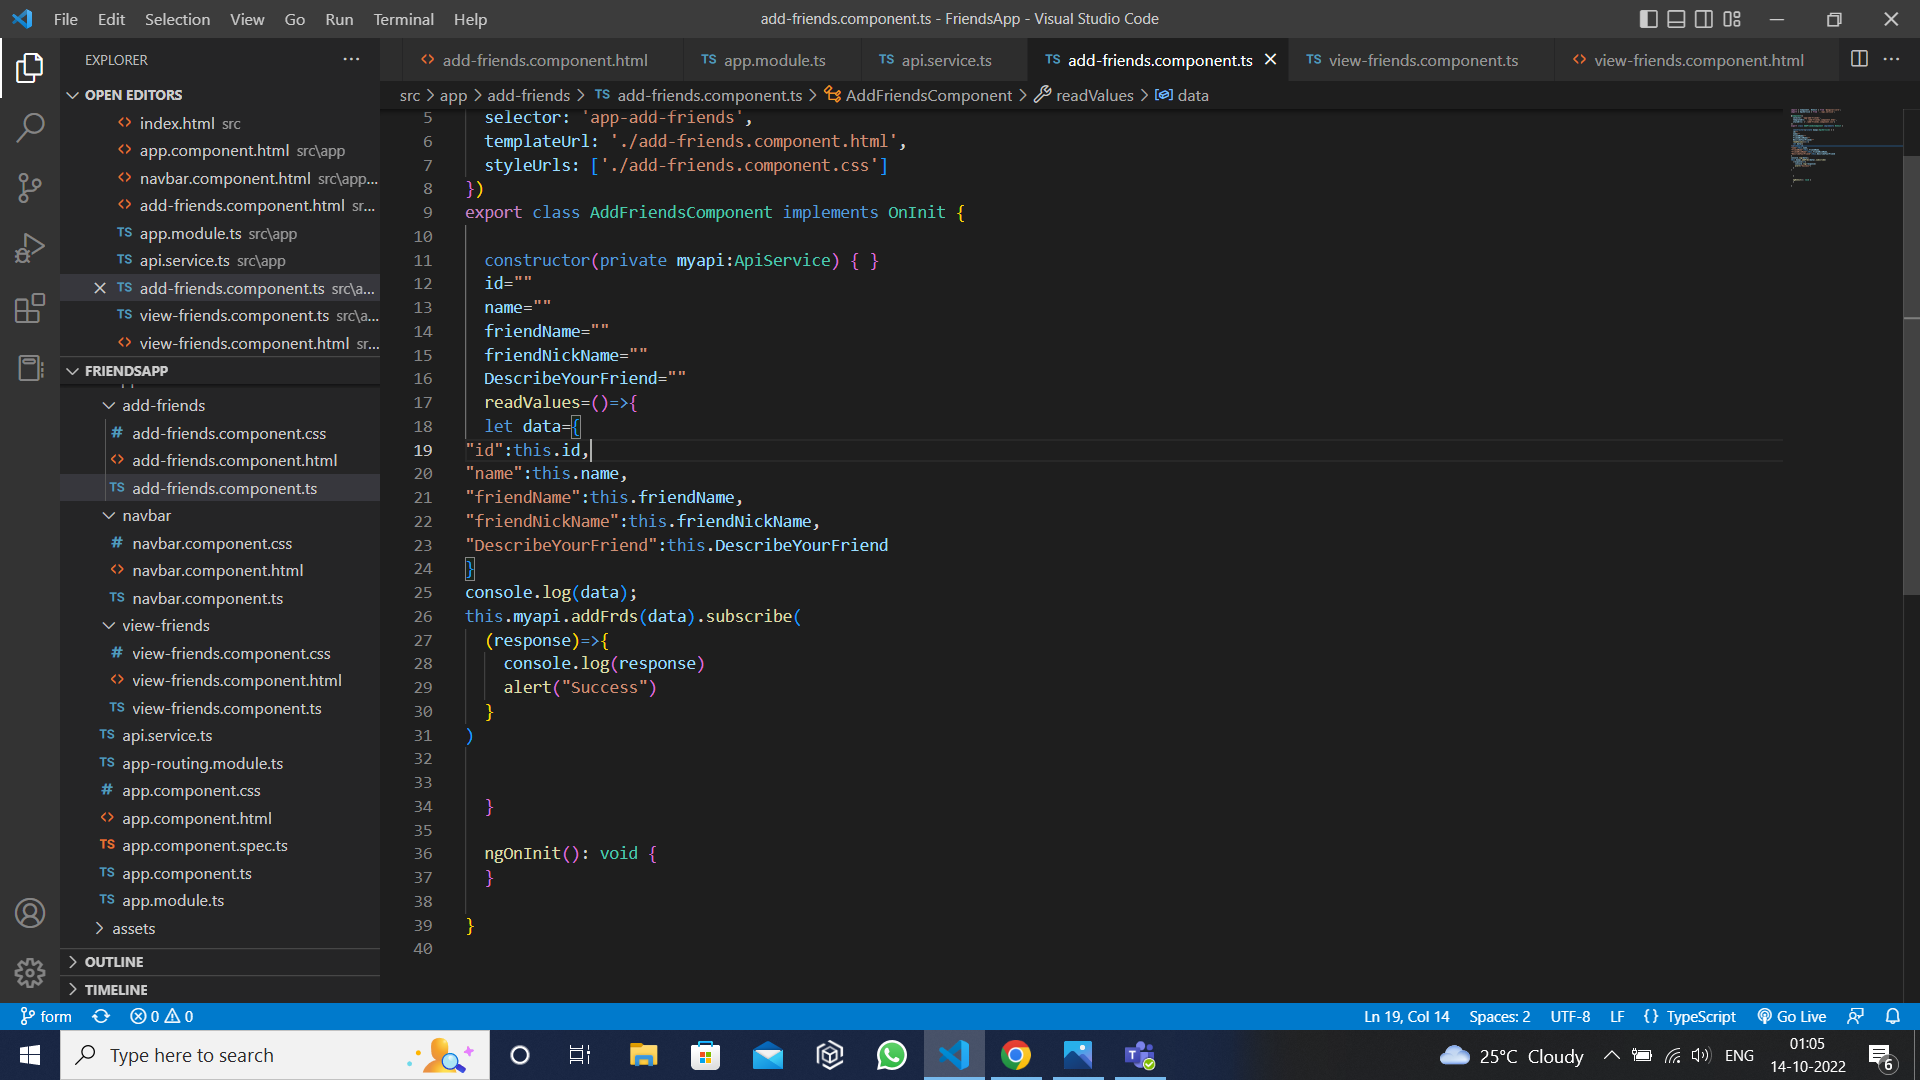 File Edit Selection View Go Run Terminal Help
add-friends.component.ts - FriendsApp - Visual Studio Code
EXPLORER
OPEN EDITORS
index.html src
app.component.html src\app
navbar.component.html src\app...
add-friends.component.html sr...
app.module.ts src\app
api.service.ts src\app
add-friends.component.ts src\a...
view-friends.component.ts src\a...
view-friends.component.html sr...
FRIENDSAPP
add-friends
add-friends.component.css
add-friends.component.html
TS add-friends.component.ts
navbar
# navbar.component.css
navbar.component.html
TS navbar.component.ts
view-friends
# view-friends.component.css
view-friends.component.html
TS view-friends.component.ts
TS api.service.ts
TS app-routing.module.ts
# app.component.css
app.component.html
TS app.component.spec.ts
TS app.component.ts
TS app.module.ts
assets
OUTLINE
TIMELINE
add-friends.component.html TS app.module.ts TS api.service.ts TS add-friends.component.ts TS view-friends.component.ts view-friends.component.html
src > app > add-friends > TS add-friends.component.ts > AddFriendsComponent > readValues > data
5 selector: 'app-add-friends',
6 templateUrl: './add-friends.component.html',
7 styleUrls: ['./add-friends.component.css']
8 })
9 export class AddFriendsComponent implements OnInit {
10
11 constructor(private myapi:ApiService) { }
12 id=""
13 name=""
14 friendName=""
15 friendNickName=""
16 DescribeYourFriend=""
17 readValues=()=>{
18 let data={
19 "id":this.id,
20 "name":this.name,
21 "friendName":this.friendName,
22 "friendNickName":this.friendNickName,
23 "DescribeYourFriend":this.DescribeYourFriend
24 }
25 console.log(data);
26 this.myapi.addFrds(data).subscribe(
27 (response)=>{
28 console.log(response)
29 alert("Success")
30 }
31 )
32
33
34 }
35
36 ngOnInit(): void {
37 }
38
39 }
40
form 0 0
Ln 19, Col 14 Spaces: 2 UTF-8 LF {} TypeScript Go Live
Type here to search
25°C Cloudy
ENG
01:05
14-10-2022
6